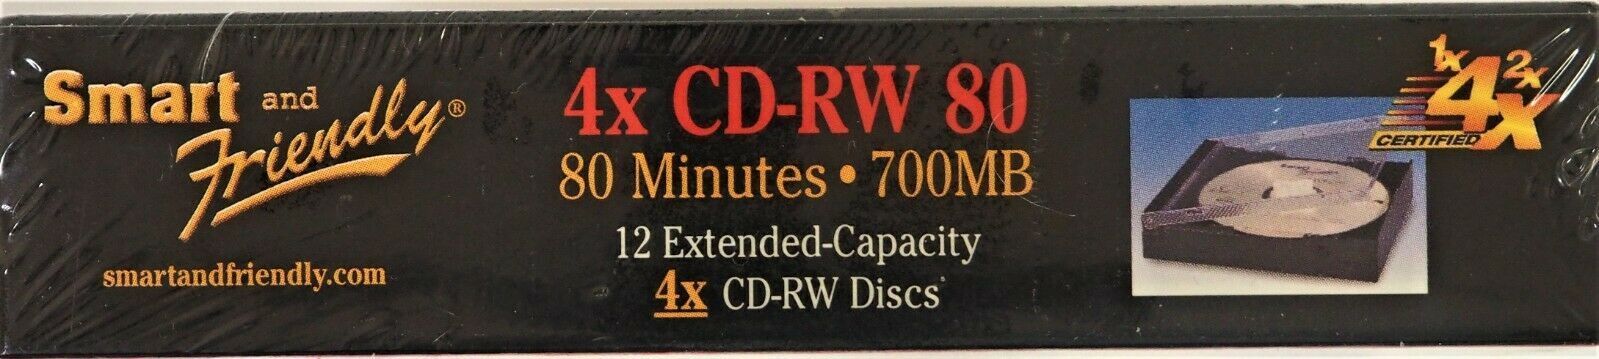 Smart and
Friendly®
smartandfriendly.com
4x CD-RW 80
80 Minutes • 700MB
12 Extended-Capacity
4x CD-RW Discs
1x 2x
4x
CERTIFIED